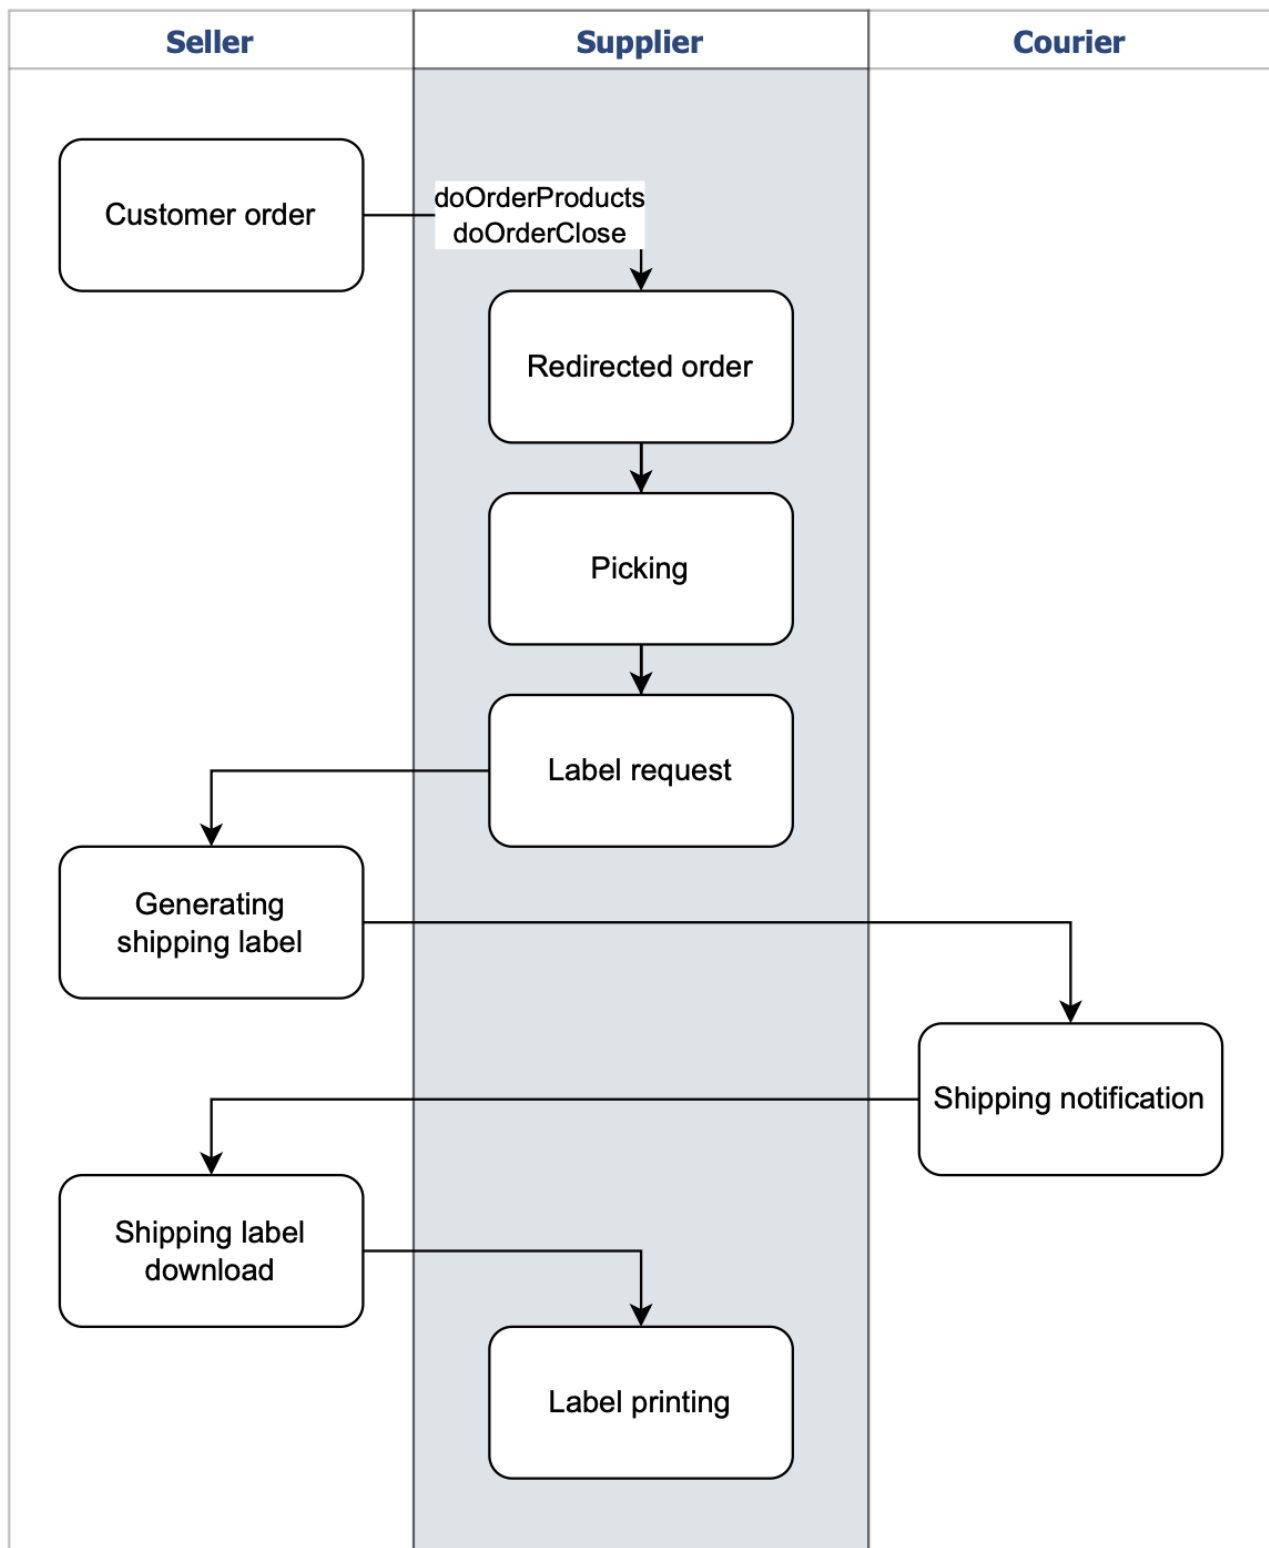 Seller
Supplier
Courier
Customer order
doOrderProducts
doOrderClose
Redirected order
Picking
Label request
Generating
shipping label
Shipping notification
Shipping label
download
Label printing